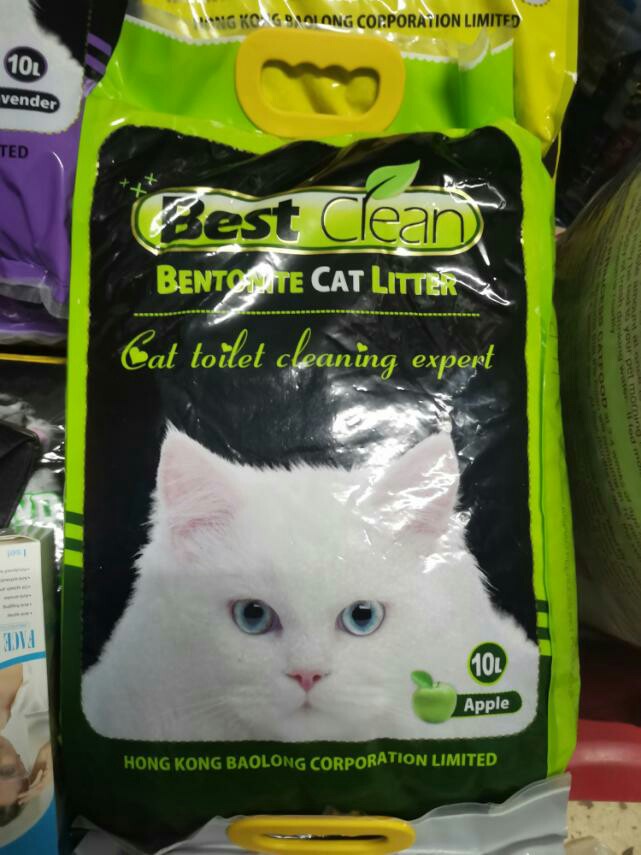 HONG KONG BAOLONG CORPORATION LIMITED
10L
vender
TED
Best Clean
BENTONITE CAT LITTER
Cat toilet cleaning expert
10L
Apple
HONG KONG BAOLONG CORPORATION LIMITED
FACE